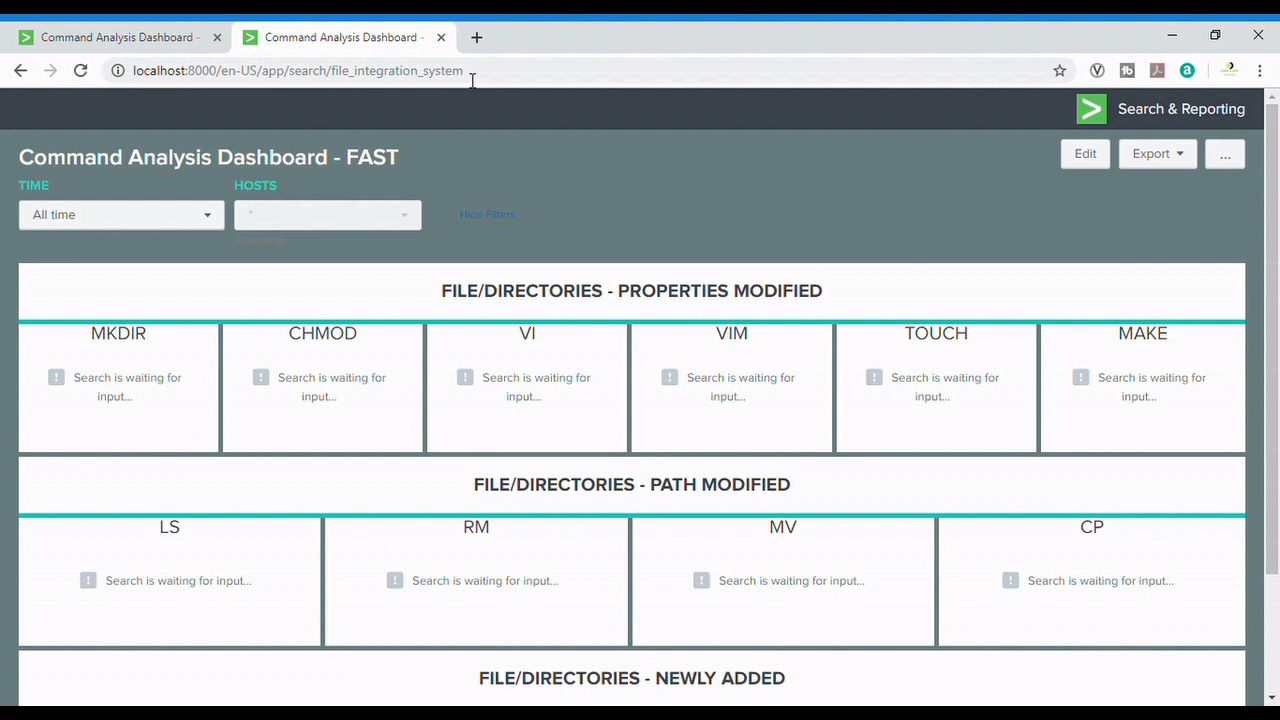 Command Analysis Dashboard -
Command Analysis Dashboard -
localhost:8000/en-US/app/search/file_integration_system
Search & Reporting
Command Analysis Dashboard - FAST
Edit
Export
...
TIME
HOSTS
All time
*
Hide Filters
FILE/DIRECTORIES - PROPERTIES MODIFIED
MKDIR
CHMOD
VI
VIM
TOUCH
MAKE
Search is waiting for
input...
Search is waiting for
input...
Search is waiting for
input...
Search is waiting for
input...
Search is waiting for
input...
Search is waiting for
input...
FILE/DIRECTORIES - PATH MODIFIED
LS
RM
MV
CP
Search is waiting for input...
Search is waiting for input...
Search is waiting for input...
Search is waiting for input...
FILE/DIRECTORIES - NEWLY ADDED